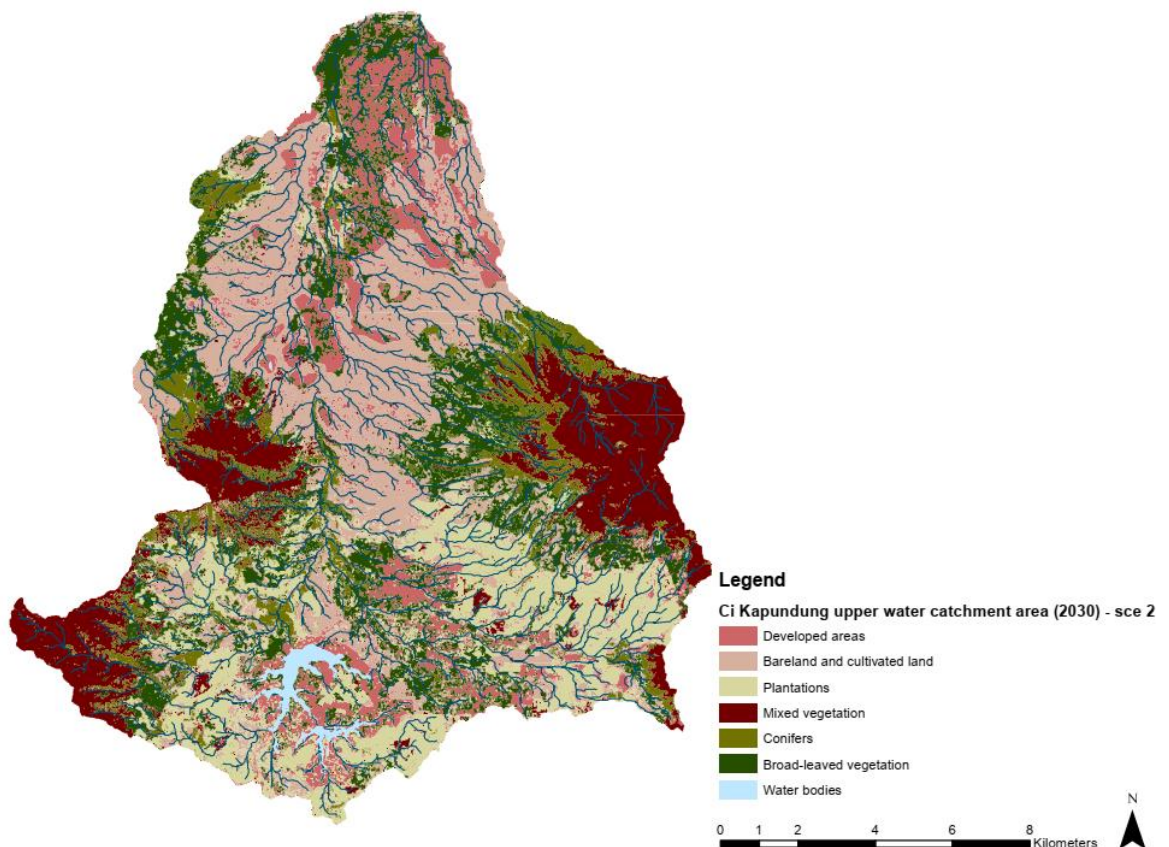 Legend
Ci Kapundung upper water catchment area (2030) - sce 2
Developed areas
Bareland and cultivated land
Plantations
Mixed vegetation
Conifers
Broad-leaved vegetation
Water bodies
N
0 1 2 4 6 8
Kilometers